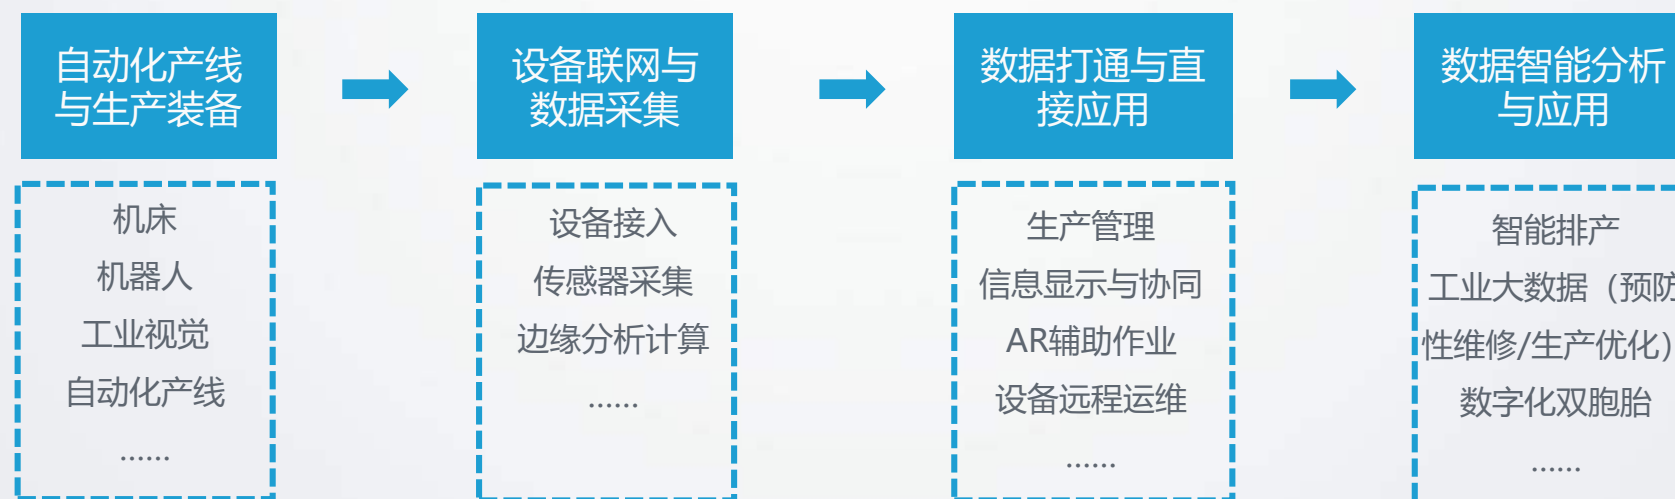 自动化产线
与生产装备
机床
机器人
工业视觉
自动化产线
......
设备联网与
数据采集
设备接入
传感器采集
边缘分析计算
......
数据打通与直
接应用
生产管理
信息显示与协同
AR辅助作业
设备远程运维
......
数据智能分析
与应用
智能排产
工业大数据（预防
性维修/生产优化）
数字化双胞胎
......